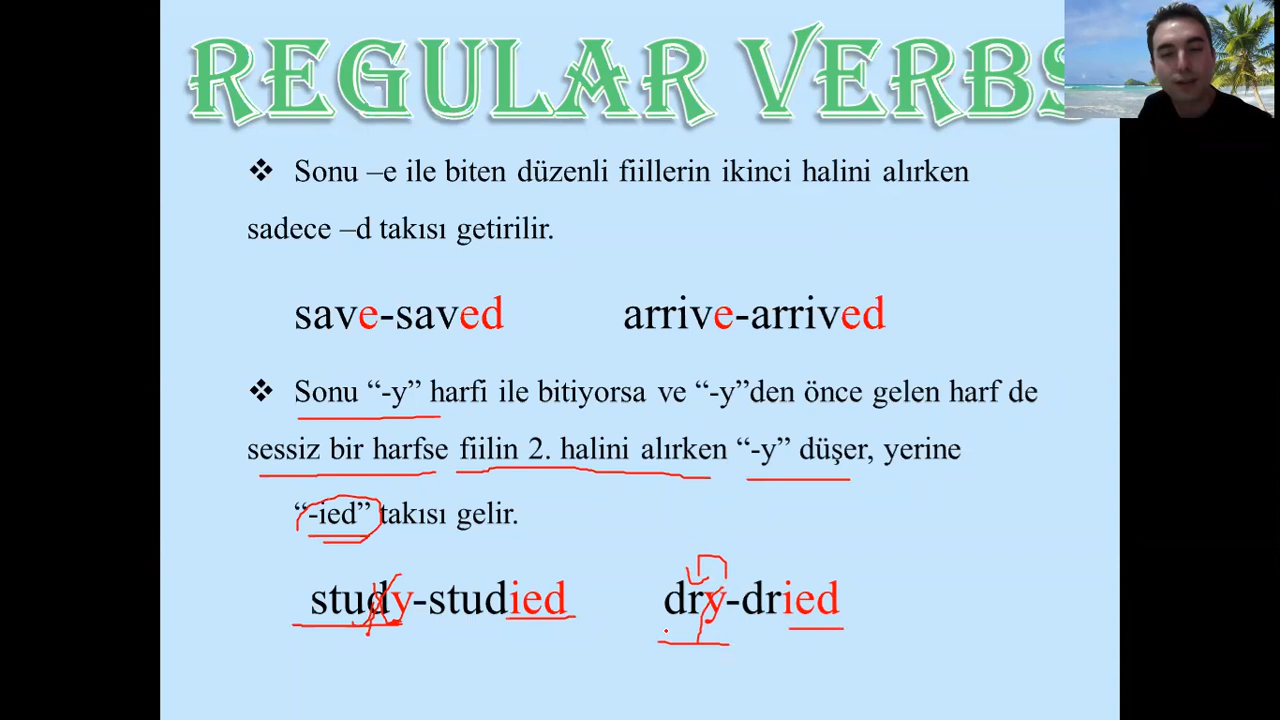 REGULAR VERBS
❖ Sonu –e ile biten düzenli fiillerin ikinci halini alırken
sadece –d takısı getirilir.
save-saved arrive-arrived
❖ Sonu “-y” harfi ile bitiyorsa ve “-y”den önce gelen harf de
sessiz bir harfse fiilin 2. halini alırken “-y” düşer, yerine
“-ied” takısı gelir.
study-studied dry-dried